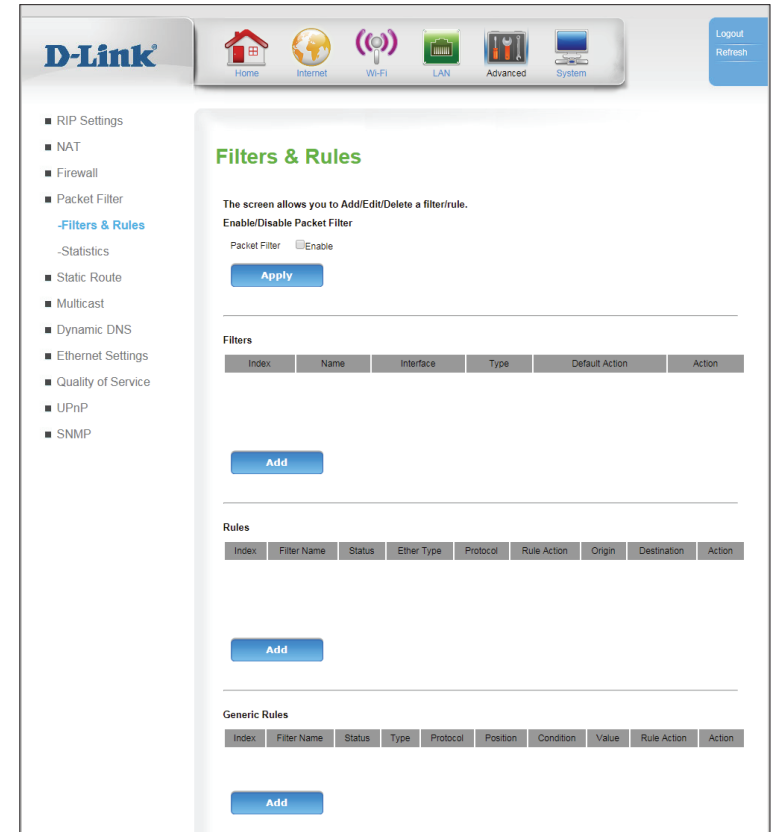 D-Link®
Home Internet Wi-Fi LAN Advanced System
Logout
Refresh
RIP Settings
NAT
Firewall
Packet Filter
-Filters & Rules
-Statistics
Static Route
Multicast
Dynamic DNS
Ethernet Settings
Quality of Service
UPnP
SNMP
Filters & Rules
The screen allows you to Add/Edit/Delete a filter/rule.
Enable/Disable Packet Filter
Packet Filter Enable
Apply
Filters
Index Name Interface Type Default Action Action
Add
Rules
Index Filter Name Status Ether Type Protocol Rule Action Origin Destination Action
Add
Generic Rules
Index Filter Name Status Type Protocol Position Condition Value Rule Action Action
Add